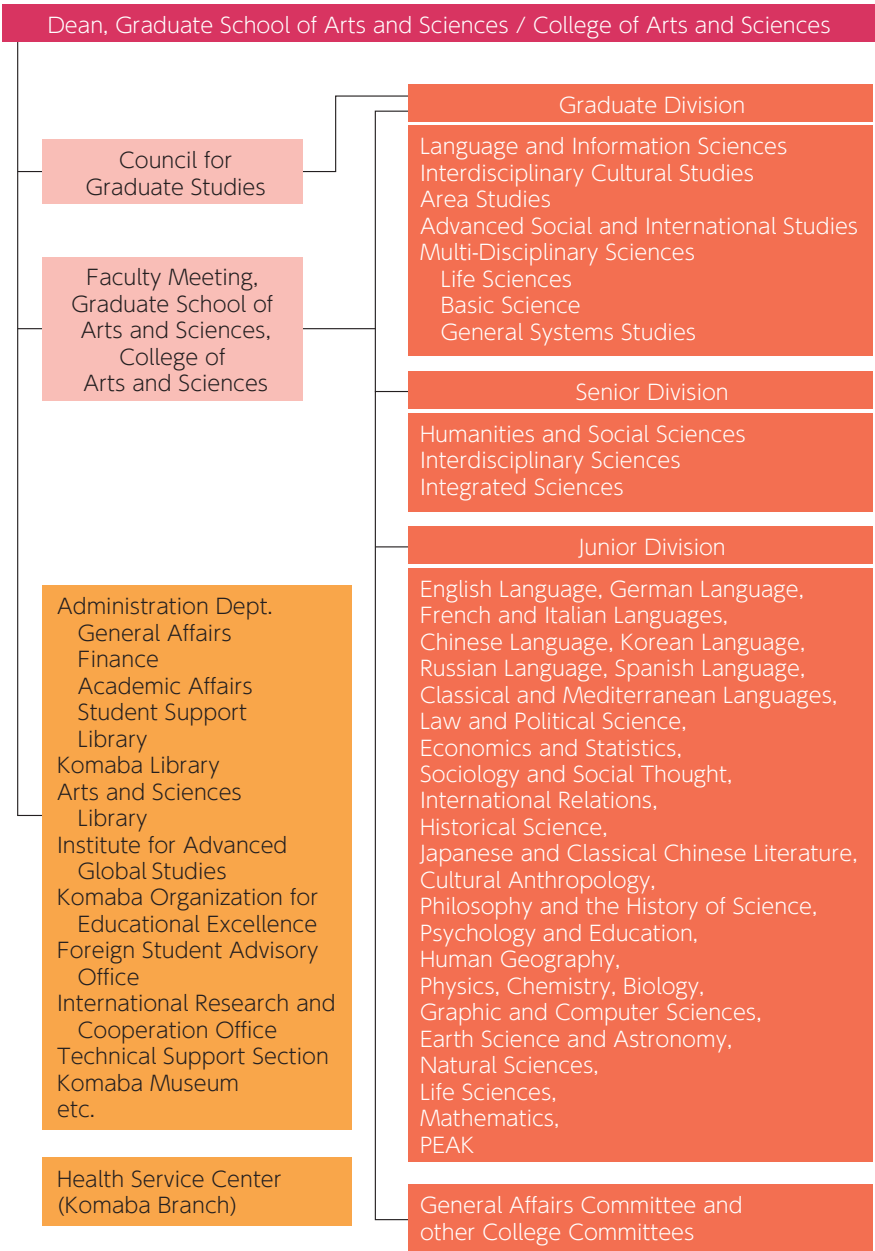 Dean, Graduate School of Arts and Sciences / College of Arts and Sciences
Council for
Graduate Studies
Faculty Meeting,
Graduate School of
Arts and Sciences,
College of
Arts and Sciences
Administration Dept.
General Affairs
Finance
Academic Affairs
Student Support
Library
Komaba Library
Arts and Sciences
Library
Institute for Advanced
Global Studies
Komaba Organization for
Educational Excellence
Foreign Student Advisory
Office
International Research and
Cooperation Office
Technical Support Section
Komaba Museum
etc.
Health Service Center
(Komaba Branch)
Graduate Division
Language and Information Sciences
Interdisciplinary Cultural Studies
Area Studies
Advanced Social and International Studies
Multi-Disciplinary Sciences
Life Sciences
Basic Science
General Systems Studies
Senior Division
Humanities and Social Sciences
Interdisciplinary Sciences
Integrated Sciences
Junior Division
English Language, German Language,
French and Italian Languages,
Chinese Language, Korean Language,
Russian Language, Spanish Language,
Classical and Mediterranean Languages,
Law and Political Science,
Economics and Statistics,
Sociology and Social Thought,
International Relations,
Historical Science,
Japanese and Classical Chinese Literature,
Cultural Anthropology,
Philosophy and the History of Science,
Psychology and Education,
Human Geography,
Physics, Chemistry, Biology,
Graphic and Computer Sciences,
Earth Science and Astronomy,
Natural Sciences,
Life Sciences,
Mathematics,
PEAK
General Affairs Committee and
other College Committees